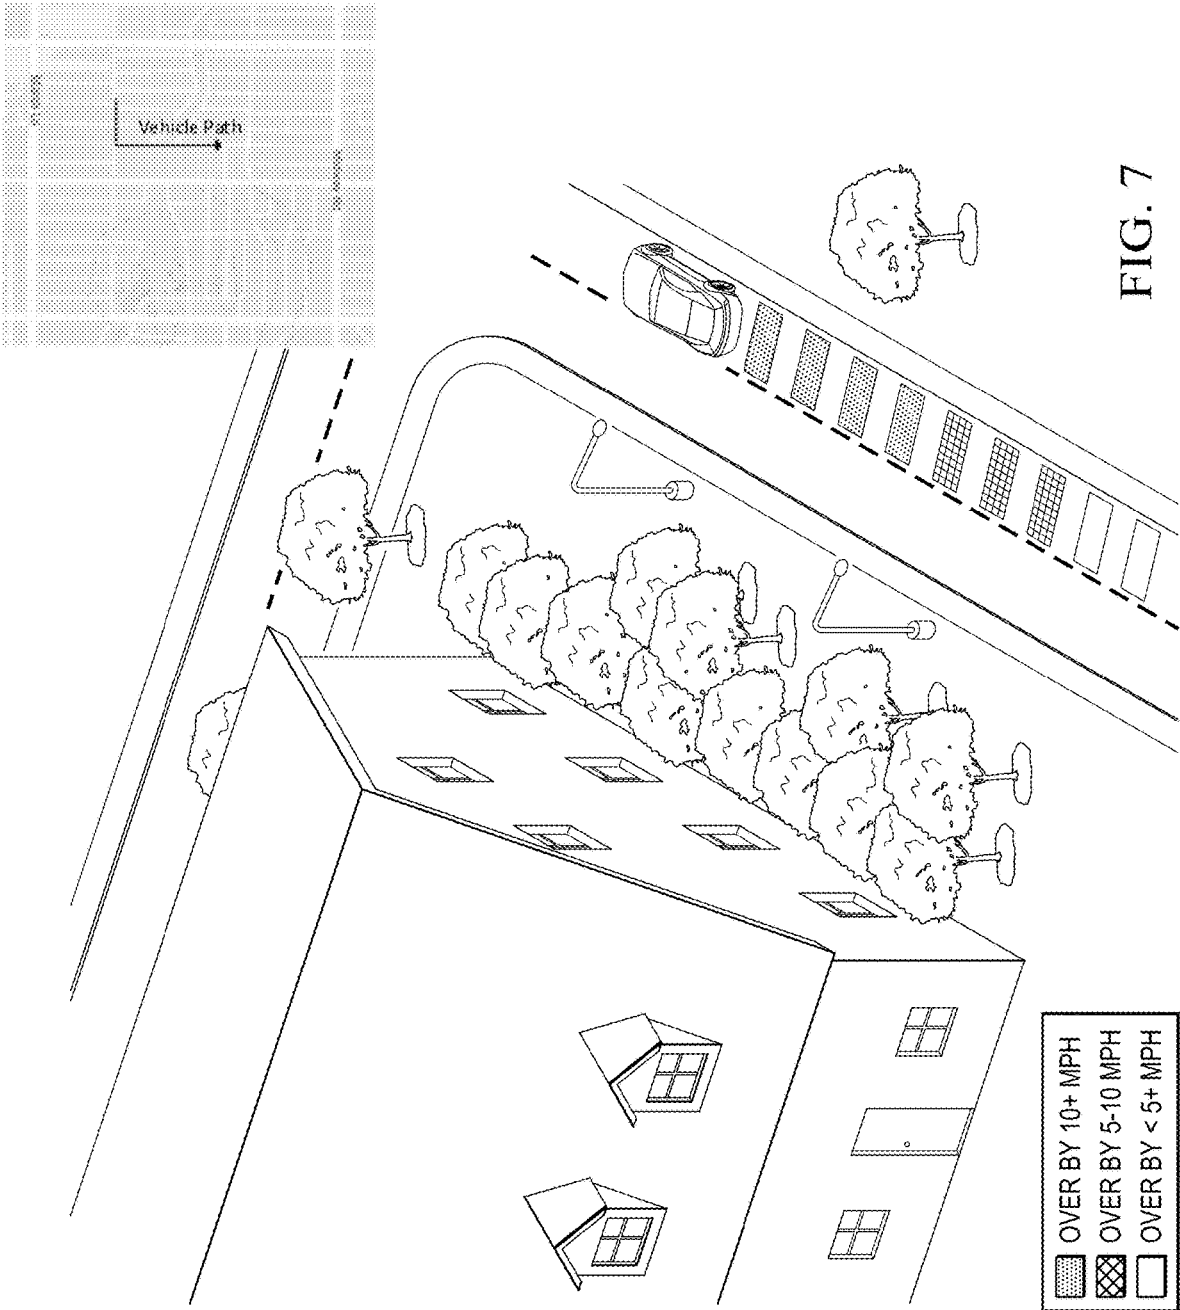 Vehicle Path
FIG. 7
OVER BY 10+ MPH
OVER BY 5-10 MPH
OVER BY < 5+ MPH